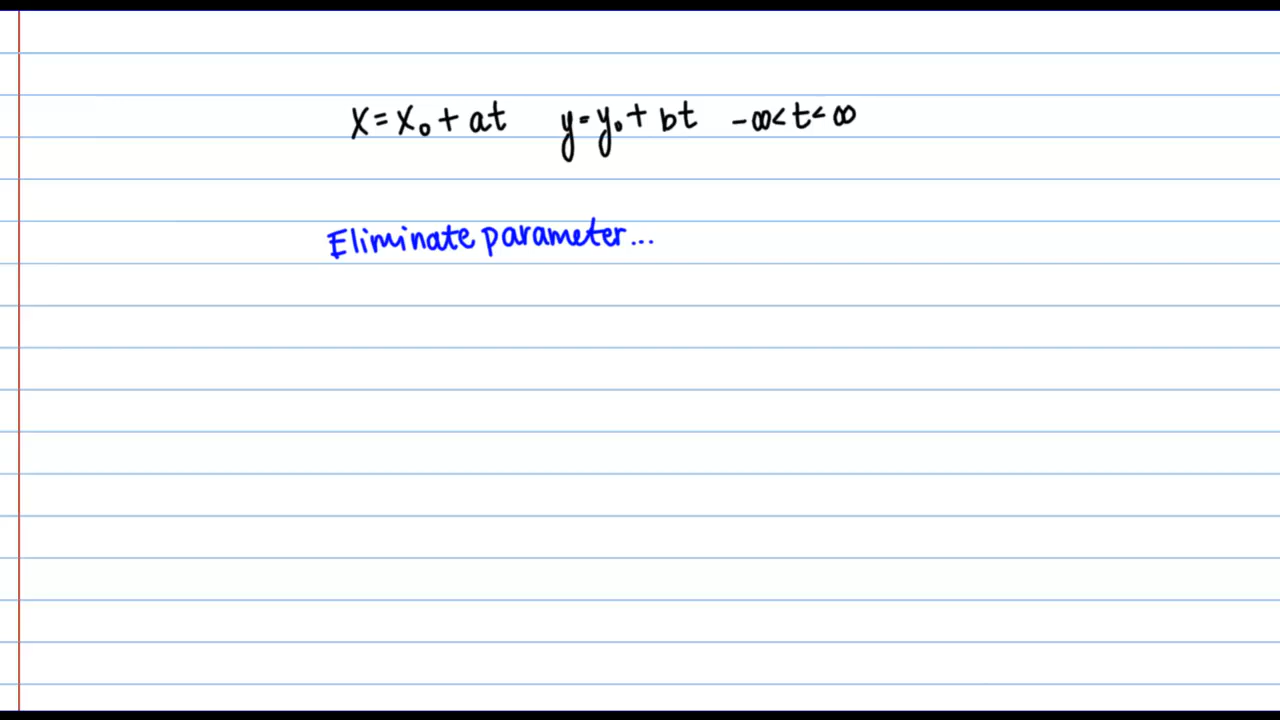 x = x₀ + at y = y₀ + bt -∞ < t < ∞
Eliminate parameter...